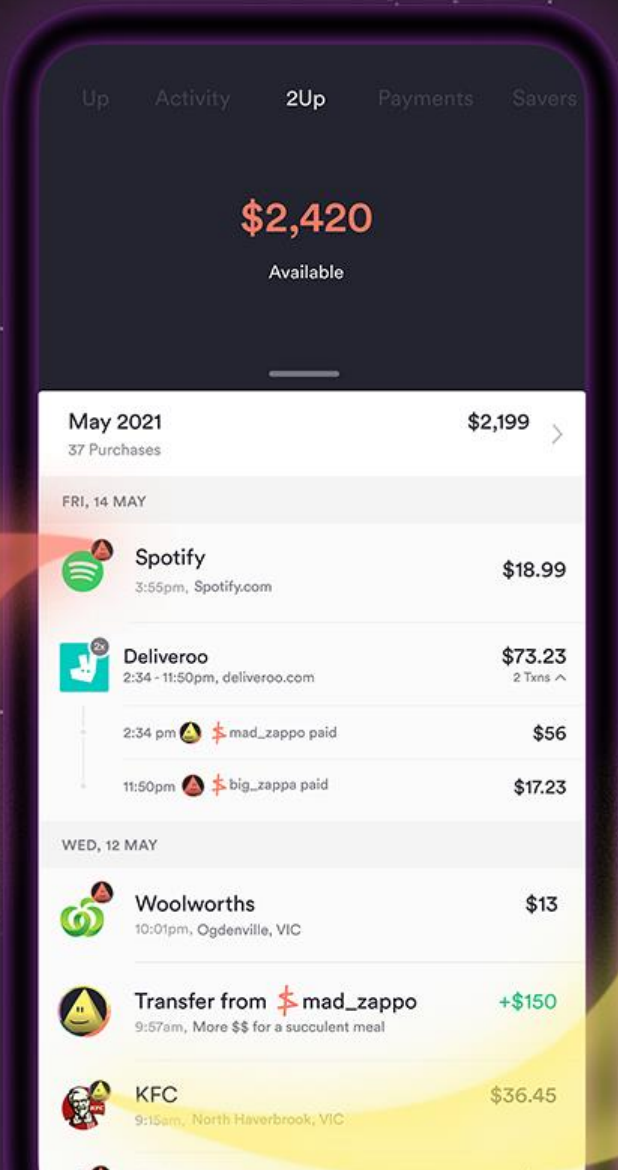 Up Activity 2Up Payments Savers
$2,420
Available
May 2021 $2,199
37 Purchases
FRI, 14 MAY
Spotify $18.99
3:55pm, Spotify.com
2x
Deliveroo $73.23
2:34 - 11:50pm, deliveroo.com 2 Txns
2:34 pm $mad_zappo paid $56
11:50pm $big_zappa paid $17.23
WED, 12 MAY
Woolworths $13
10:01pm, Ogdenville, VIC
Transfer from $mad_zappo +$150
9:57am, More $$ for a succulent meal
KFC $36.45
KFC
9:15am, North Haverbrook, VIC